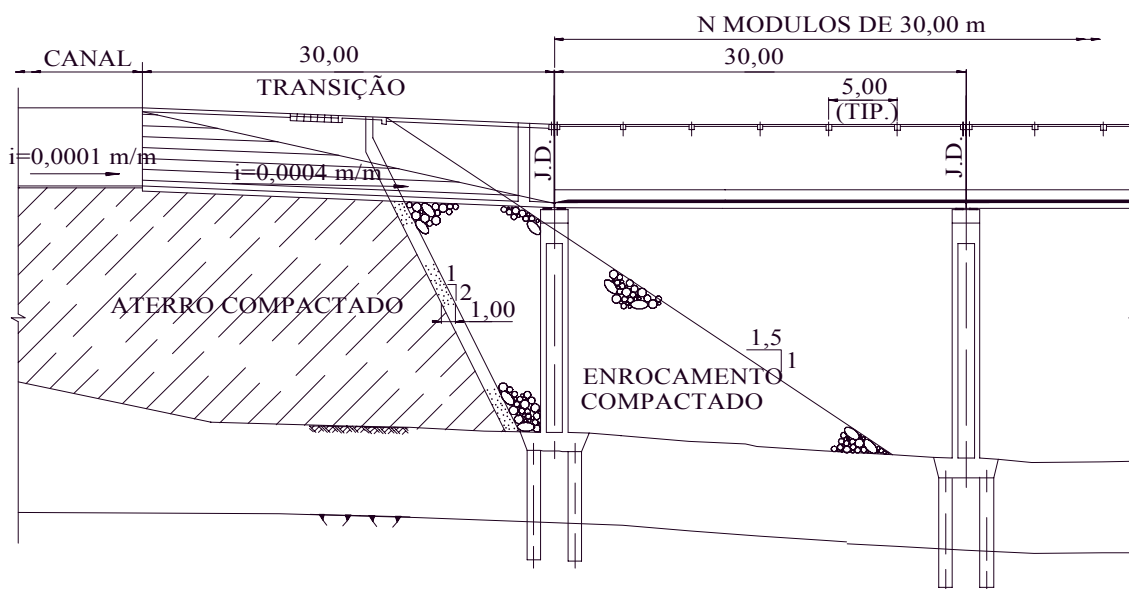 N MODULOS DE 30,00 m
CANAL
30,00
30,00
TRANSIÇÃO
5,00
(TIP.)
J.D.
J.D.
i=0,0001 m/m
i=0,0004 m/m
1
2
1,00
ATERRO COMPACTADO
1,5
1
ENROCAMENTO
COMPACTADO